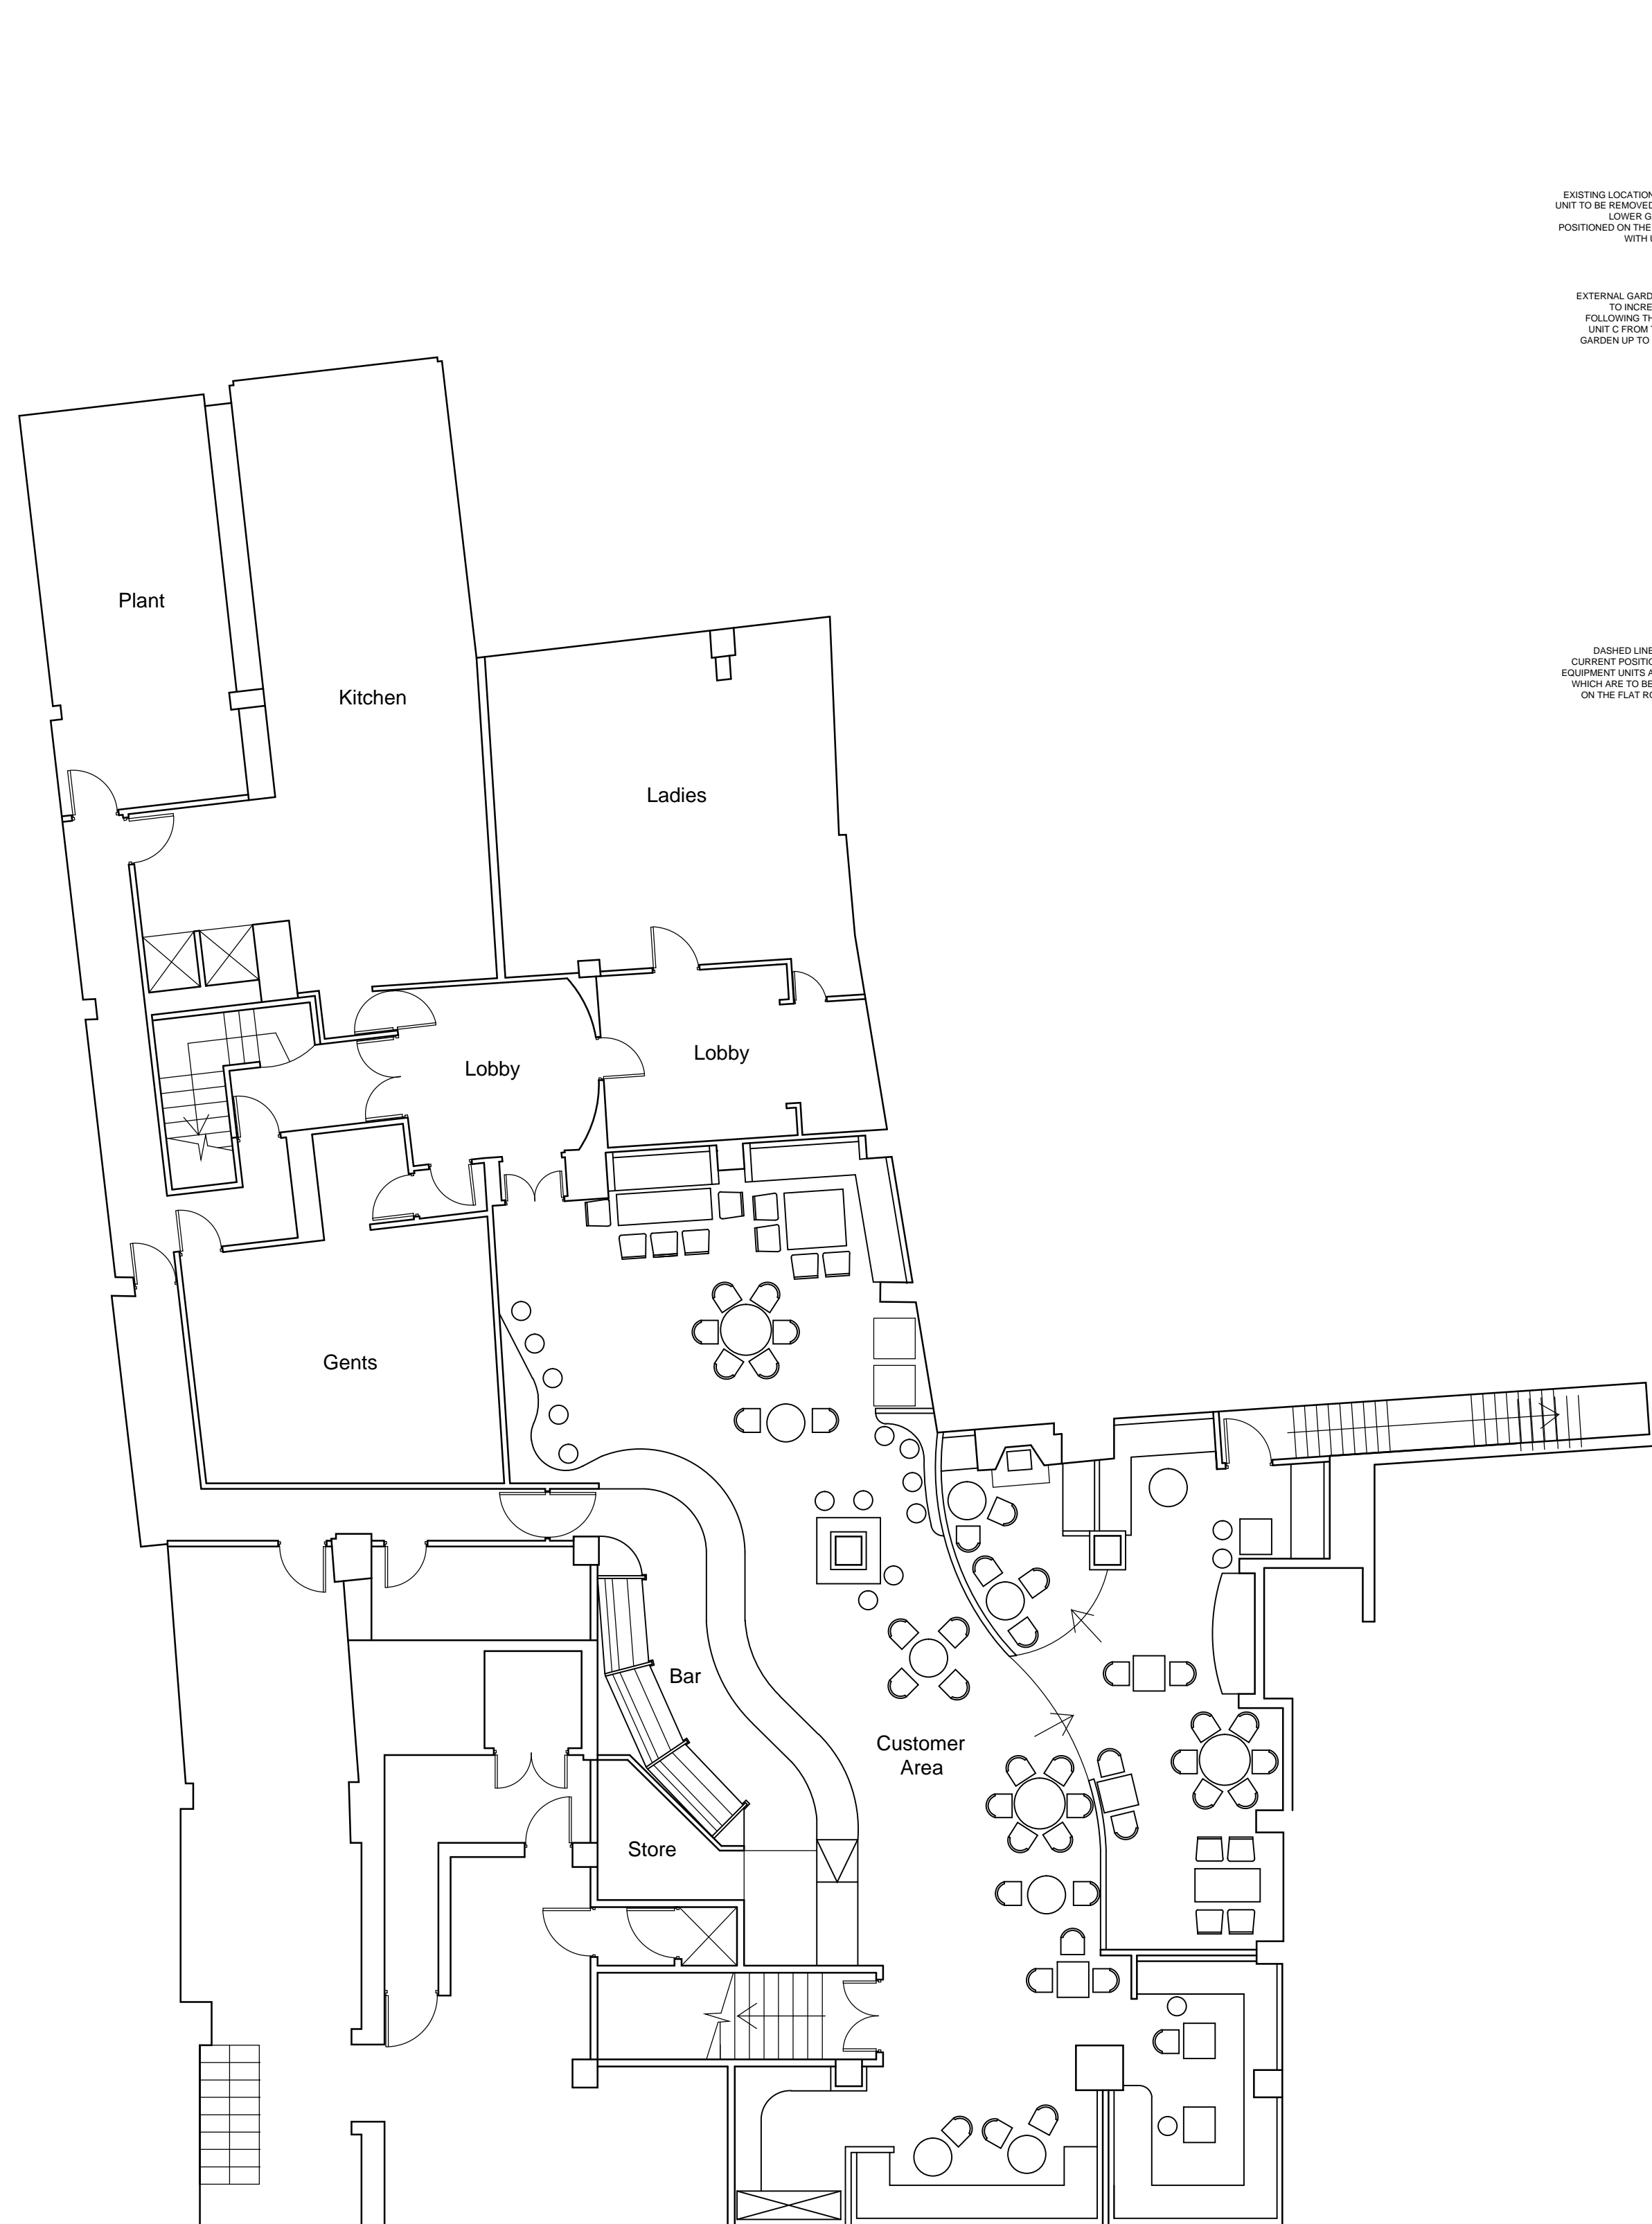 EXISTING LOCATION
UNIT TO BE REMOVED
LOWER G
POSITIONED ON THE
WITH
EXTERNAL GARD
TO INCRE
FOLLOWING TH
UNIT C FROM
GARDEN UP TO
Plant
DASHED LINE
CURRENT POSITIO
EQUIPMENT UNITS A
WHICH ARE TO BE
ON THE FLAT RO
Kitchen
Ladies
Lobby
Lobby
Gents
Bar
Customer
Area
Store